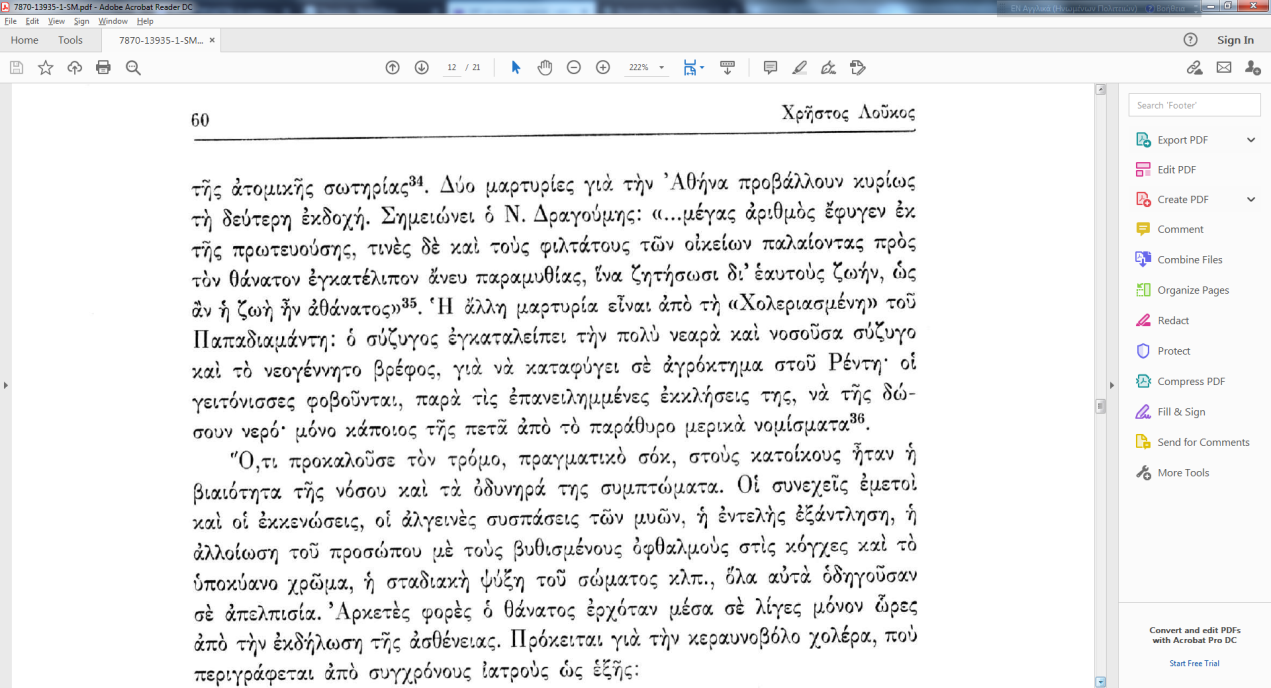 7870-13935-1-SM.pdf - Adobe Acrobat Reader DC
EN Αγγλικά (Ηνωμένων Πολιτειών) Βοήθεια
File Edit View Sign Window Help
Home Tools 7870-13935-1-SM... × Sign In
12 / 21 222%
60 Χρῆστος Λοῦκος
τῆς ἀτομικῆς σωτηρίας34. Δύο μαρτυρίες γιὰ τὴν Ἀθήνα προβάλλουν κυρίως
τὴ δεύτερη ἐκδοχή. Σημειώνει ὁ Ν. Δραγούμης: «...μέγας ἀριθμὸς ἔφυγεν ἐκ
τῆς πρωτευούσης, τινὲς δὲ καὶ τοὺς φιλτάτους τῶν οἰκείων παλαίοντας πρὸς
τὸν θάνατον ἐγκατέλιπον ἄνευ παραμυθίας, ἵνα ζητήσωσι δι' ἑαυτοὺς ζωήν, ὡς
ἂν ἡ ζωὴ ἦν ἀθάνατος»35. Ἡ ἄλλη μαρτυρία εἶναι ἀπὸ τὴ «Χολεριασμένη» τοῦ
Παπαδιαμάντη: ὁ σύζυγος ἐγκαταλείπει τὴν πολὺ νεαρὰ καὶ νοσοῦσα σύζυγο
καὶ τὸ νεογέννητο βρέφος, γιὰ νὰ καταφύγει σὲ ἀγρόκτημα στοῦ Ρέντη· οἱ
γειτόνισσες φοβοῦνται, παρὰ τὶς ἐπανειλημμένες ἐκκλήσεις της, νὰ τῆς δώ-
σουν νερό· μόνο κάποιος τῆς πετᾶ ἀπὸ τὸ παράθυρο μερικὰ νομίσματα36.
Ὅ,τι προκαλοῦσε τὸν τρόμο, πραγματικὸ σόκ, στοὺς κατοίκους ἦταν ἡ
βιαιότητα τῆς νόσου καὶ τὰ ὀδυνηρά της συμπτώματα. Οἱ συνεχεῖς ἐμετοὶ
καὶ οἱ ἐκκενώσεις, οἱ ἀλγεινὲς συσπάσεις τῶν μυῶν, ἡ ἐντελὴς ἐξάντληση, ἡ
ἀλλοίωση τοῦ προσώπου μὲ τοὺς βυθισμένους ὀφθαλμοὺς στὶς κόγχες καὶ τὸ
ὑποκύανο χρῶμα, ἡ σταδιακὴ ψύξη τοῦ σώματος κλπ., ὅλα αὐτὰ ὁδηγοῦσαν
σὲ ἀπελπισία. Ἀρκετὲς φορὲς ὁ θάνατος ἐρχόταν μέσα σὲ λίγες μόνον ὧρες
ἀπὸ τὴν ἐκδήλωση τῆς ἀσθένειας. Πρόκειται γιὰ τὴν κεραυνοβόλο χολέρα, ποὺ
περιγράφεται ἀπὸ συγχρόνους ἰατροὺς ὡς ἑξῆς:
Search 'Footer'
Export PDF
Edit PDF
Create PDF
Comment
Combine Files
Organize Pages
Redact
Protect
Compress PDF
Fill & Sign
Send for Comments
More Tools
Convert and edit PDFs
with Acrobat Pro DC
Start Free Trial